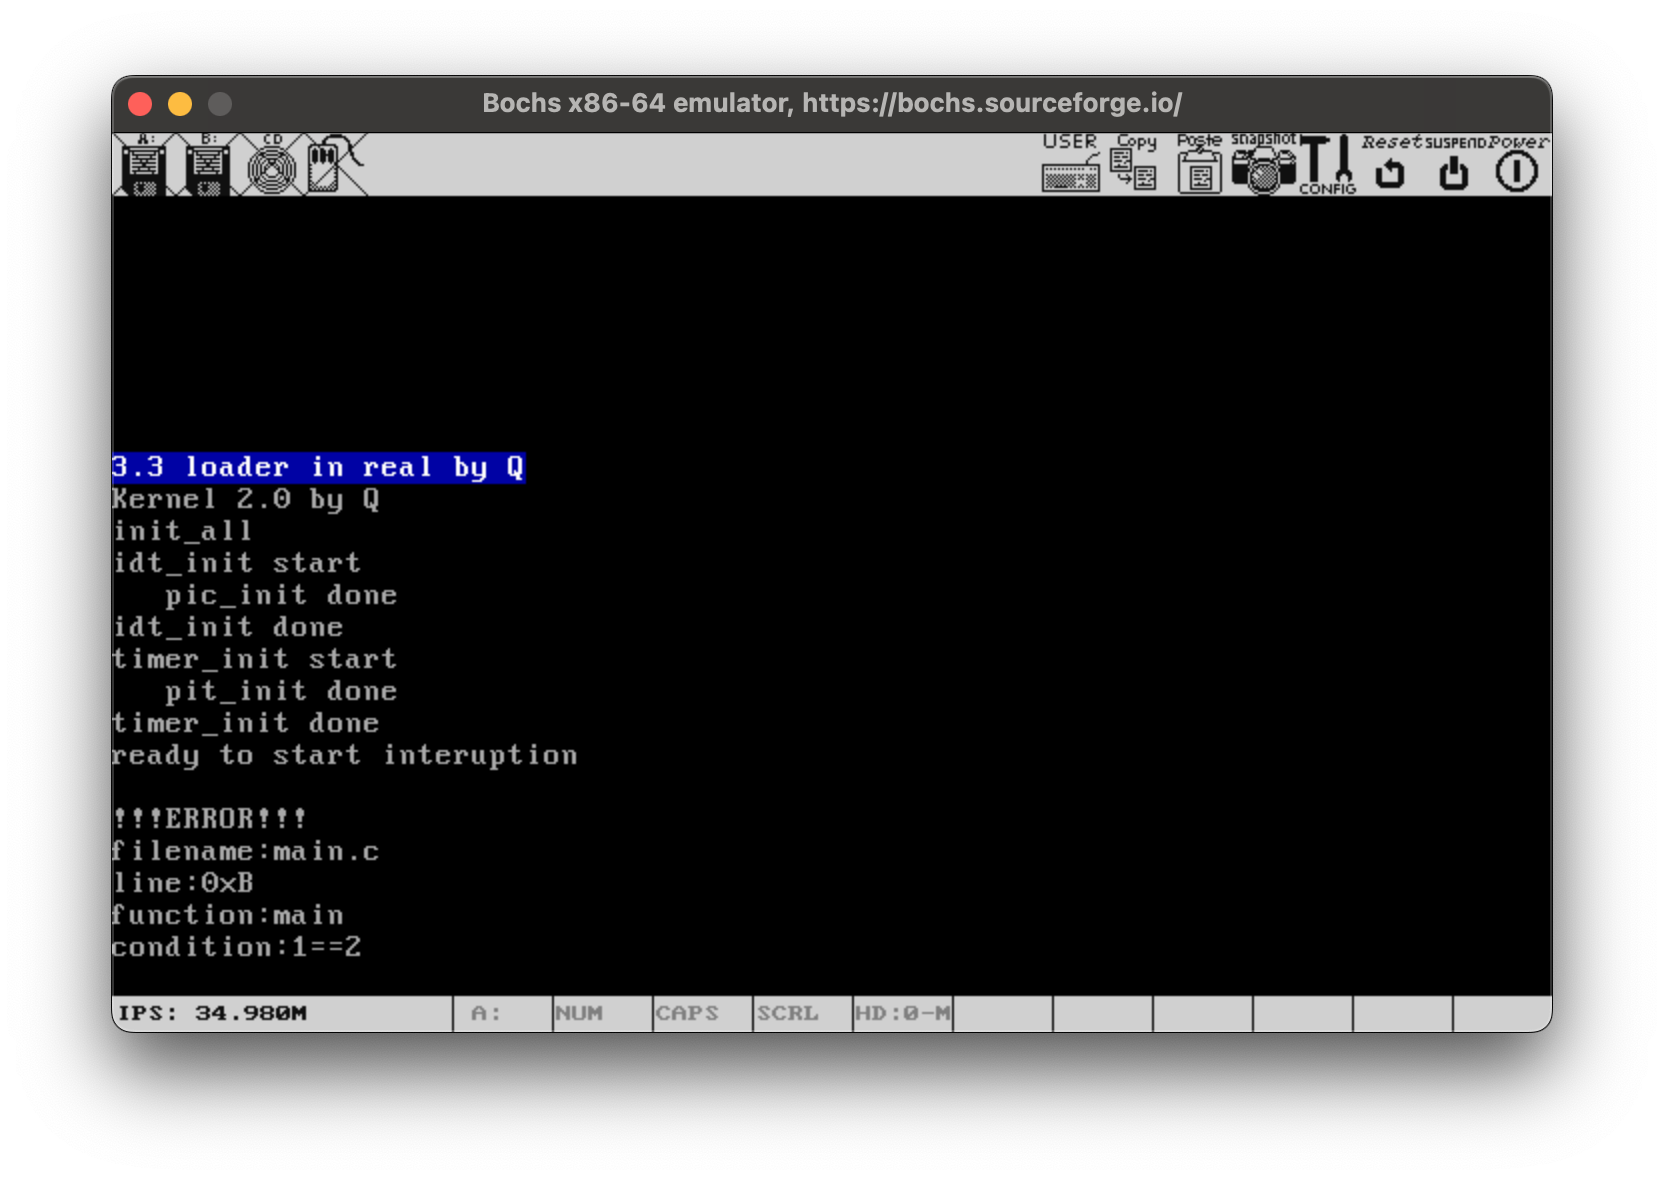 Bochs x86-64 emulator, https://bochs.sourceforge.io/
A: B: CD USER Copy Paste snapshot CONFIG Reset SUSPEND Power
3.3 loader in real by Q
Kernel 2.0 by Q
init_all
idt_init start
pic_init done
idt_init done
timer_init start
pit_init done
timer_init done
ready to start interuption
!!!ERROR!!!
filename:main.c
line:0xB
function:main
condition:1==2
IPS: 34.980M A: NUM CAPS SCRL HD:0-M